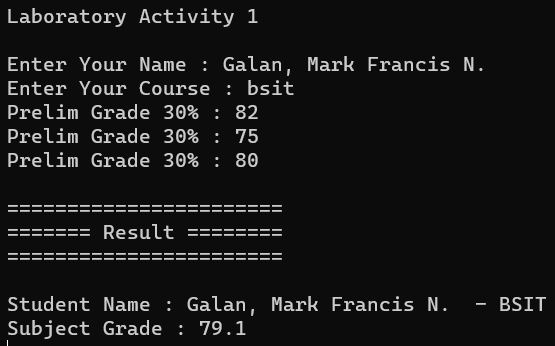 Laboratory Activity 1
Enter Your Name : Galan, Mark Francis N.
Enter Your Course : bsit
Prelim Grade 30% : 82
Prelim Grade 30% : 75
Prelim Grade 30% : 80
=======================
======= Result ========
=======================
Student Name : Galan, Mark Francis N.  - BSIT
Subject Grade : 79.1